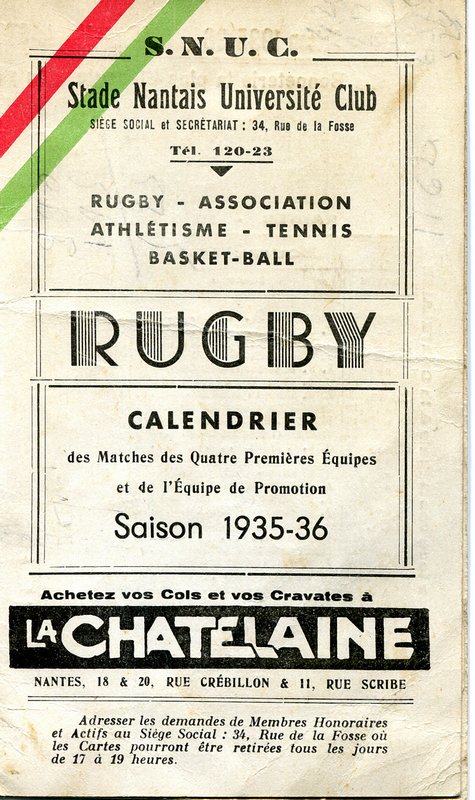 S. N. U. C.
Stade Nantais Université Club
SIÈGE SOCIAL et SECRÉTARIAT : 34, Rue de la Fosse
Tél. 120-23
RUGBY - ASSOCIATION
ATHLÉTISME - TENNIS
BASKET-BALL
RUGBY
CALENDRIER
des Matches des Quatre Premières Équipes
et de l'Équipe de Promotion
Saison 1935-36
Achetez vos Cols et vos Cravates à
LA CHATELAINE
NANTES, 18 & 20, RUE CRÉBILLON & 11, RUE SCRIBE
Adresser les demandes de Membres Honoraires
et Actifs au Siège Social : 34, Rue de la Fosse où
les Cartes pourront être retirées tous les jours
de 17 à 19 heures.